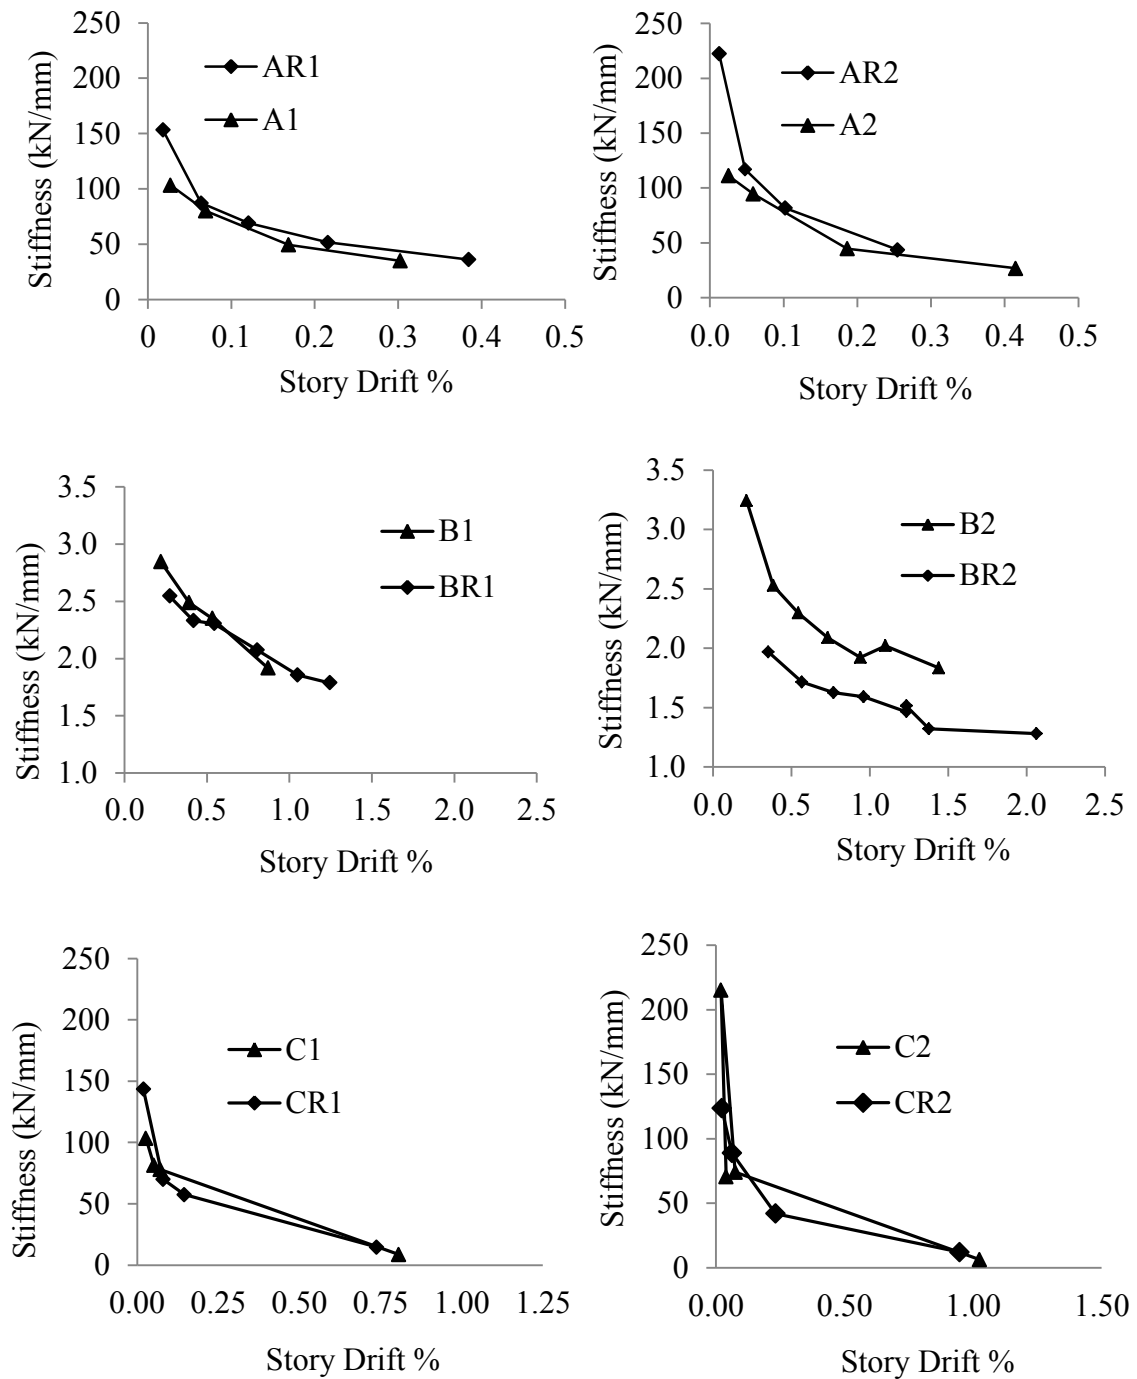 250
200
150
100
50
0
Stiffness (kN/mm)
AR1
A1
0 0.1 0.2 0.3 0.4 0.5
Story Drift %
250
200
150
100
50
0
Stiffness (kN/mm)
AR2
A2
0.0 0.1 0.2 0.3 0.4 0.5
Story Drift %
3.5
3.0
2.5
2.0
1.5
1.0
Stiffness (kN/mm)
B1
BR1
0.0 0.5 1.0 1.5 2.0 2.5
Story Drift %
3.5
3.0
2.5
2.0
1.5
1.0
Stiffness (kN/mm)
B2
BR2
0.0 0.5 1.0 1.5 2.0 2.5
Story Drift %
250
200
150
100
50
0
Stiffness (kN/mm)
C1
CR1
0.00 0.25 0.50 0.75 1.00 1.25
Story Drift %
250
200
150
100
50
0
Stiffness (kN/mm)
C2
CR2
0.00 0.50 1.00 1.50
Story Drift %